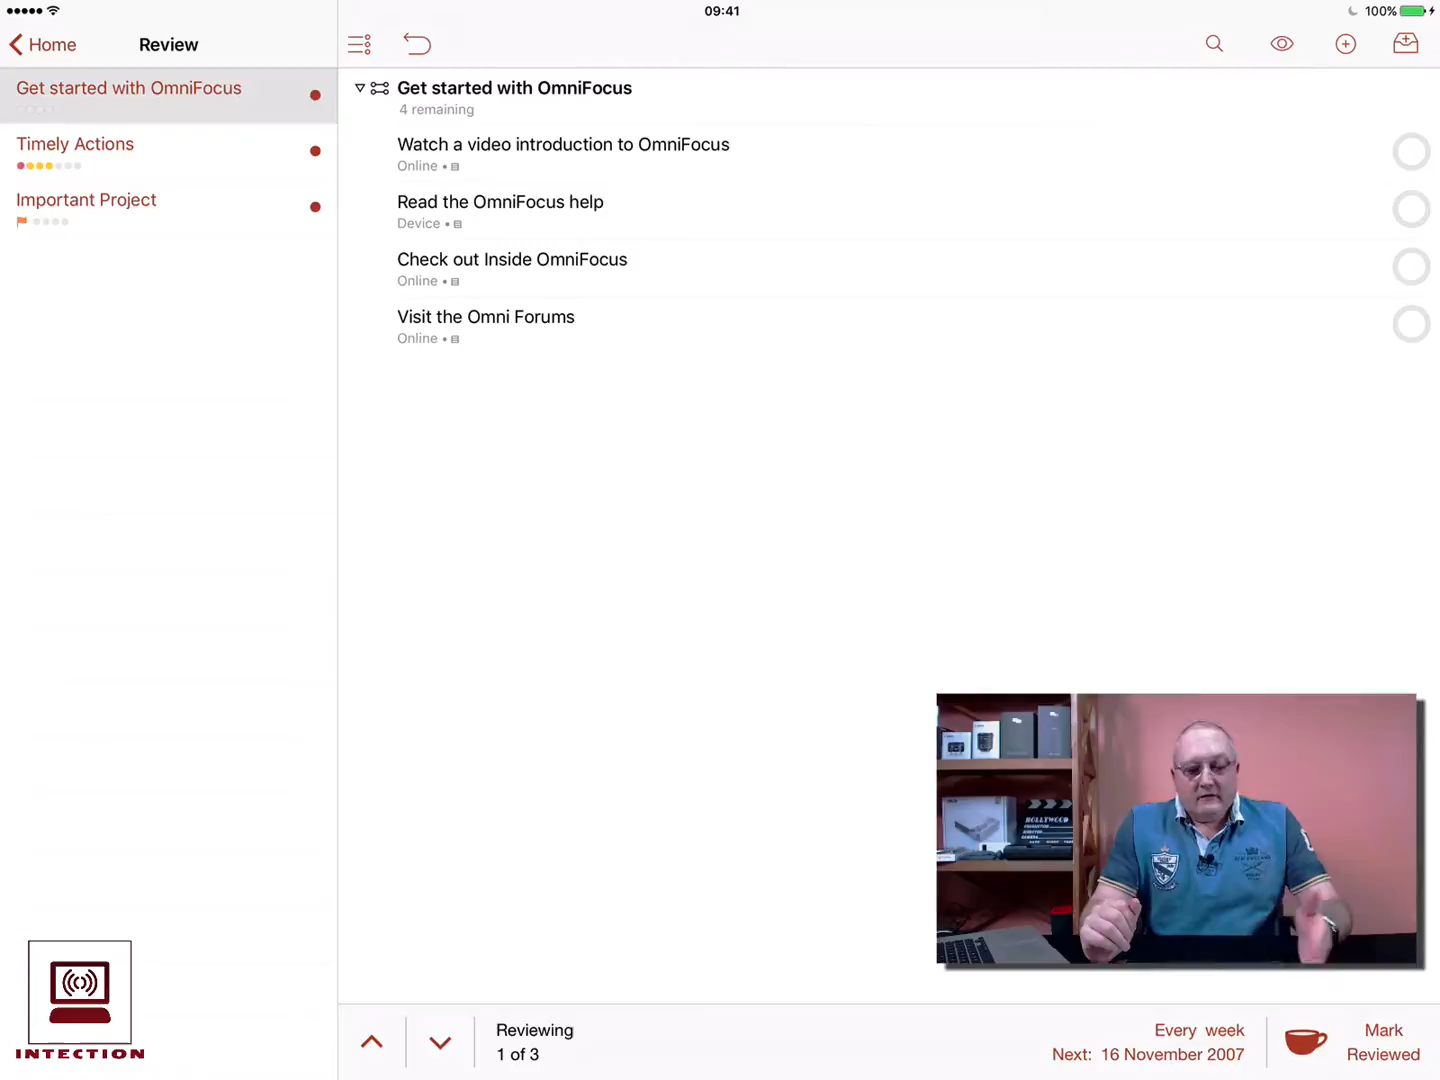 09:41
100%
Home
Review
Get started with OmniFocus
Timely Actions
Important Project
Get started with OmniFocus
4 remaining
Watch a video introduction to OmniFocus
Online
Read the OmniFocus help
Device
Check out Inside OmniFocus
Online
Visit the Omni Forums
Online
HOLLYWOOD
INTECTION
Reviewing
1 of 3
Every week
Next: 16 November 2007
Mark
Reviewed